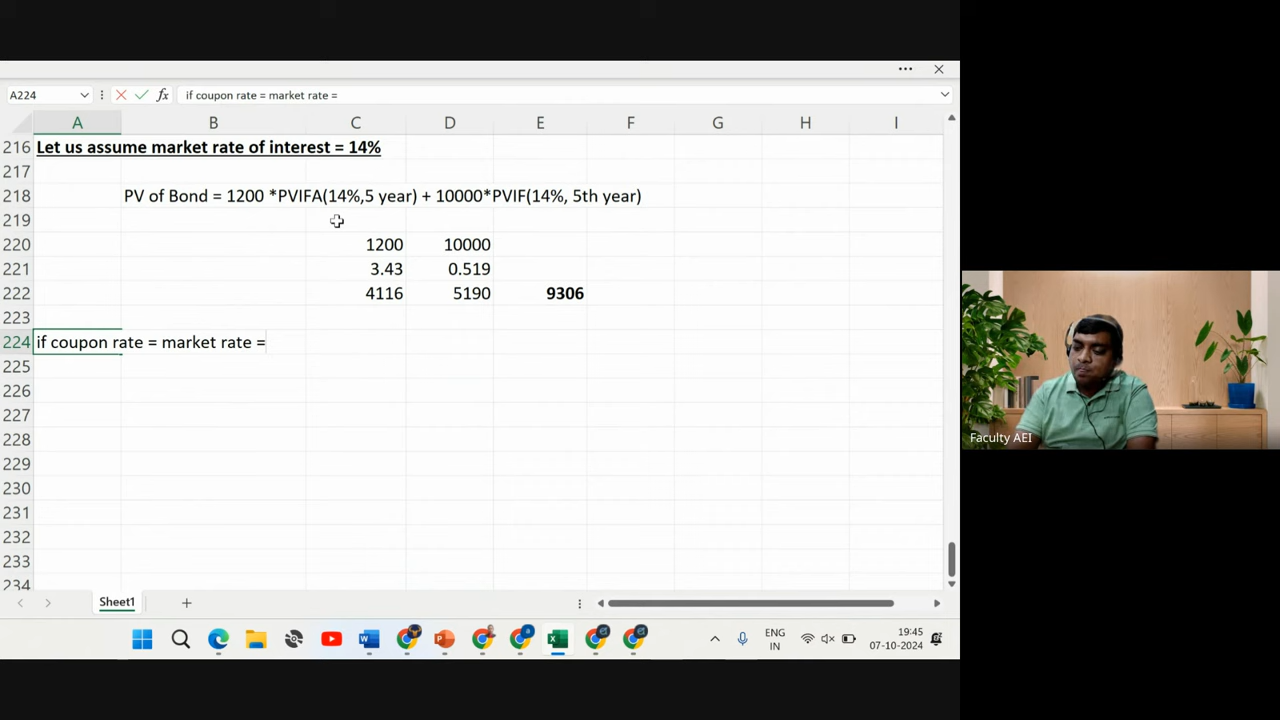 A224
fx
if coupon rate = market rate =
A B C D E F G H I
216 Let us assume market rate of interest = 14%
217
218 PV of Bond = 1200 *PVIFA(14%,5 year) + 10000*PVIF(14%, 5th year)
219
220 1200 10000
221 3.43 0.519
222 4116 5190 9306
223
224 if coupon rate = market rate =
225
226
227
228
229
230
231
232
233
234
Faculty AEI
Sheet1
ENG
IN
19:45
07-10-2024